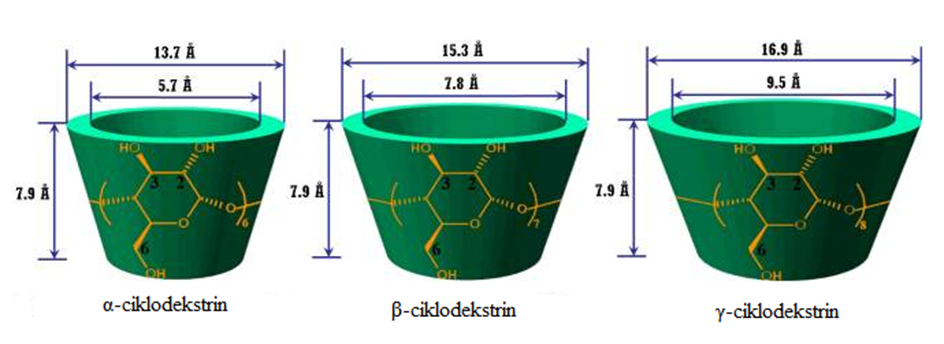 13.7 Å
5.7 Å
7.9 Å
HO
OH
3 2
O
O
6
6
OH
α-ciklodekstrin
15.3 Å
7.8 Å
7.9 Å
HO
OH
3 2
O
O
7
6
OH
β-ciklodekstrin
16.9 Å
9.5 Å
7.9 Å
HO
OH
3 2
O
O
8
6
OH
γ-ciklodekstrin